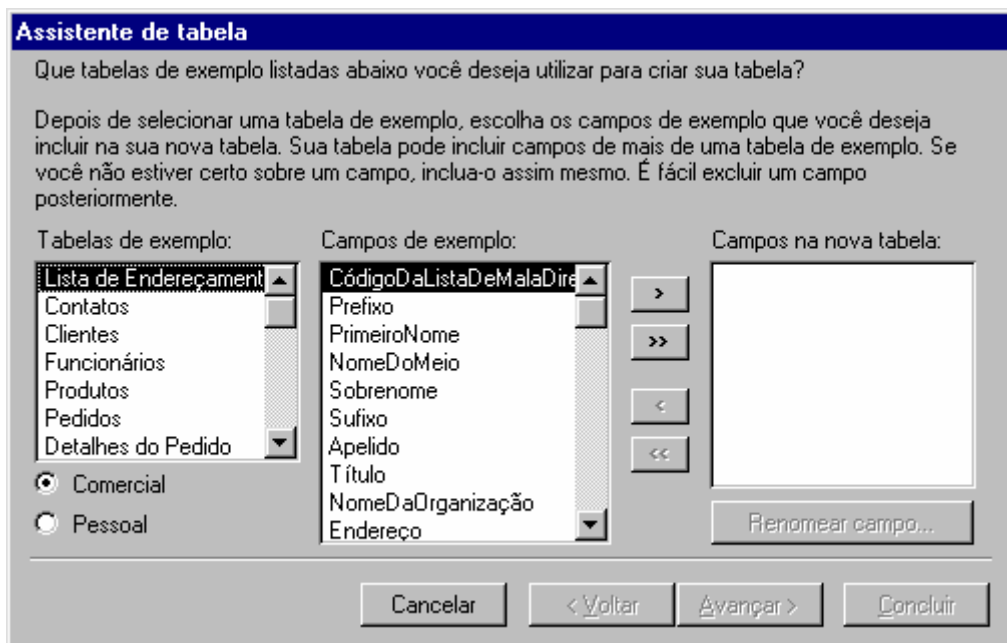 Assistente de tabela
Que tabelas de exemplo listadas abaixo você deseja utilizar para criar sua tabela?
Depois de selecionar uma tabela de exemplo, escolha os campos de exemplo que você deseja
incluir na sua nova tabela. Sua tabela pode incluir campos de mais de uma tabela de exemplo. Se
você não estiver certo sobre um campo, inclua-o assim mesmo. É fácil excluir um campo
posteriormente.
Tabelas de exemplo:
Lista de Endereçament
Contatos
Clientes
Funcionários
Produtos
Pedidos
Detalhes do Pedido
Comercial
Pessoal
Campos de exemplo:
CódigoDaListaDeMalaDire
Prefixo
PrimeiroNome
NomeDoMeio
Sobrenome
Sufixo
Apelido
Título
NomeDaOrganização
Endereço
>
>>
<
<<
Campos na nova tabela:
Renomear campo...
Cancelar
< Voltar
Avançar >
Concluir